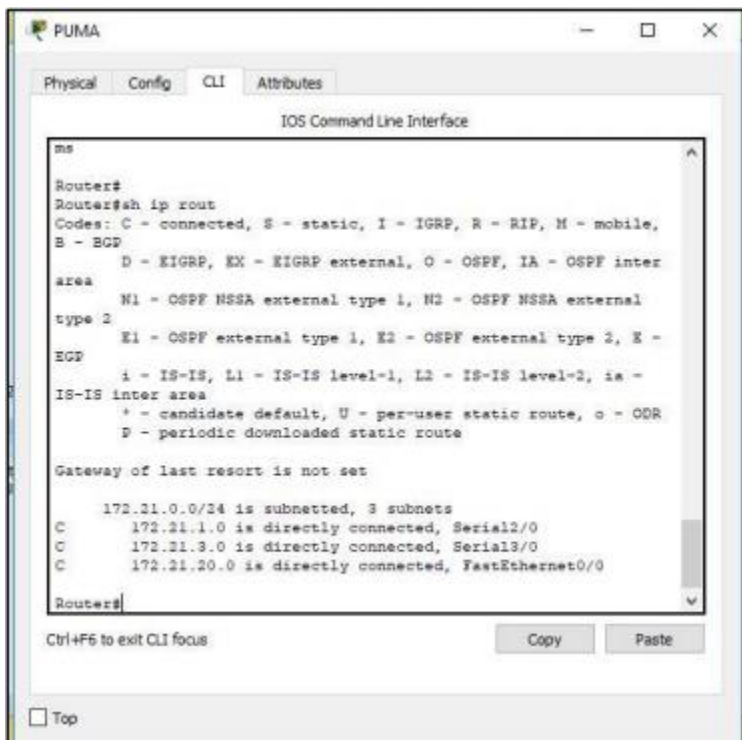 PUMA
Physical Config CLI Attributes
IOS Command Line Interface
ms
Router#
Router#sh ip rout
Codes: C - connected, S - static, I - IGRP, R - RIP, M - mobile,
B - BGP
D - EIGRP, EX - EIGRP external, O - OSPF, IA - OSPF inter
area
N1 - OSPF NSSA external type 1, N2 - OSPF NSSA external
type 2
E1 - OSPF external type 1, E2 - OSPF external type 2, E -
EGP
i - IS-IS, L1 - IS-IS level-1, L2 - IS-IS level-2, ia -
IS-IS inter area
* - candidate default, U - per-user static route, o - ODR
P - periodic downloaded static route
Gateway of last resort is not set
172.21.0.0/24 is subnetted, 3 subnets
C 172.21.1.0 is directly connected, Serial2/0
C 172.21.3.0 is directly connected, Serial3/0
C 172.21.20.0 is directly connected, FastEthernet0/0
Router#
Ctrl+F6 to exit CLI focus
Copy Paste
Top